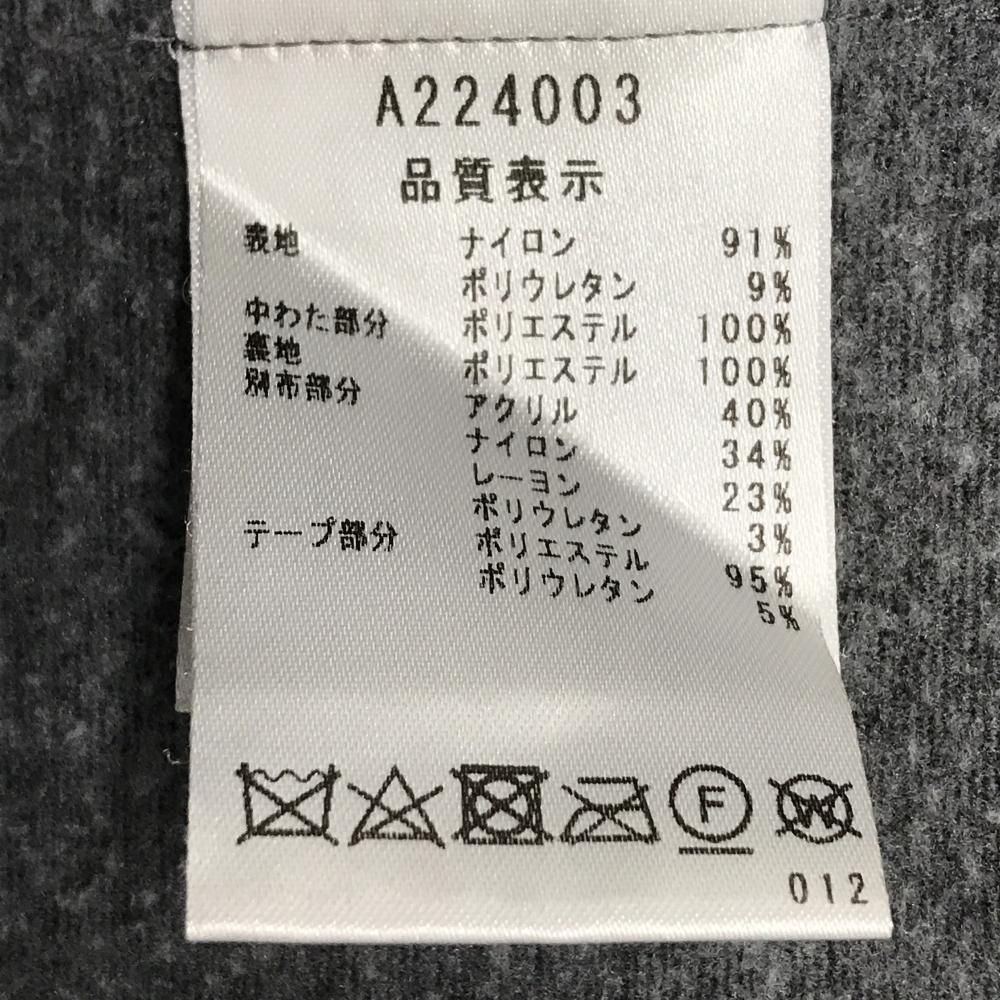 A224003
品質表示
表地 ナイロン 91%
ポリウレタン 9%
中わた部分 ポリエステル 100%
裏地 ポリエステル 100%
別布部分 アクリル 40%
ナイロン 34%
レーヨン 23%
ポリウレタン 3%
テープ部分 ポリエステル 95%
ポリウレタン 5%
F W
012